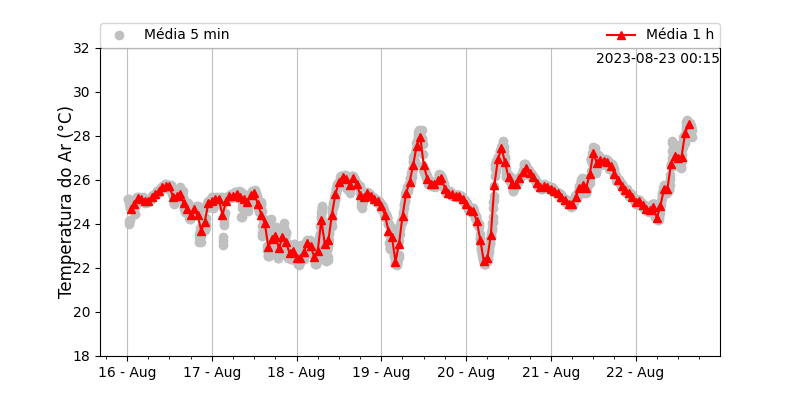 Média 5 min
Média 1 h
2023-08-23 00:15
Temperatura do Ar (°C)
32
30
28
26
24
22
20
18
16 - Aug
17 - Aug
18 - Aug
19 - Aug
20 - Aug
21 - Aug
22 - Aug